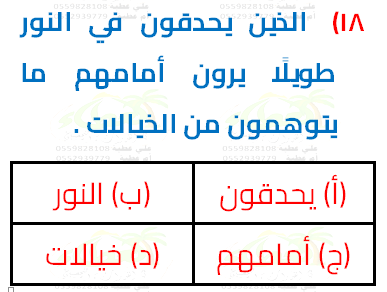 ١٨) الذين يحدقون في النور
طويلًا يرون أمامهم ما
يتوهمون من الخيالات .
(أ) يحدقون (ب) النور
(ج) أمامهم (د) خيالات